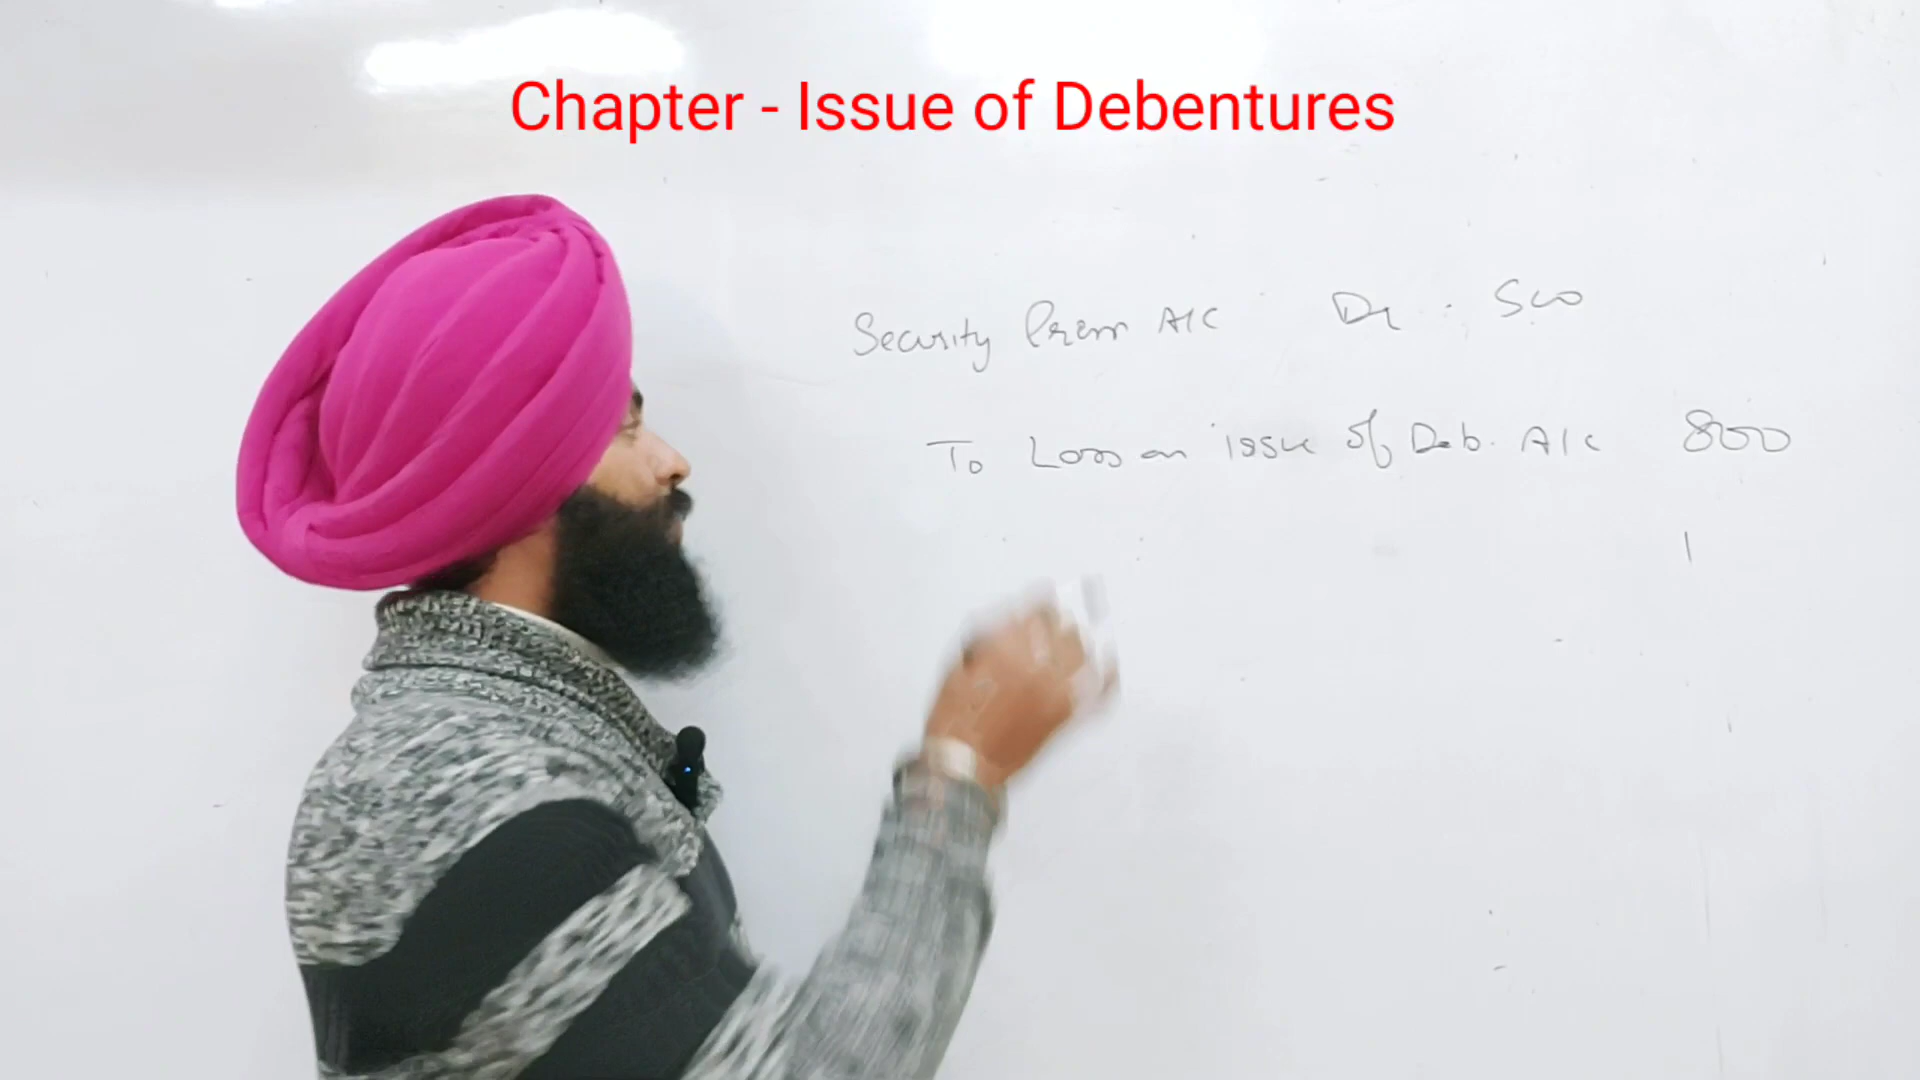 Chapter - Issue of Debentures
Security Prem A/C Dr. 500
To Loss on issue of Deb. A/c 800